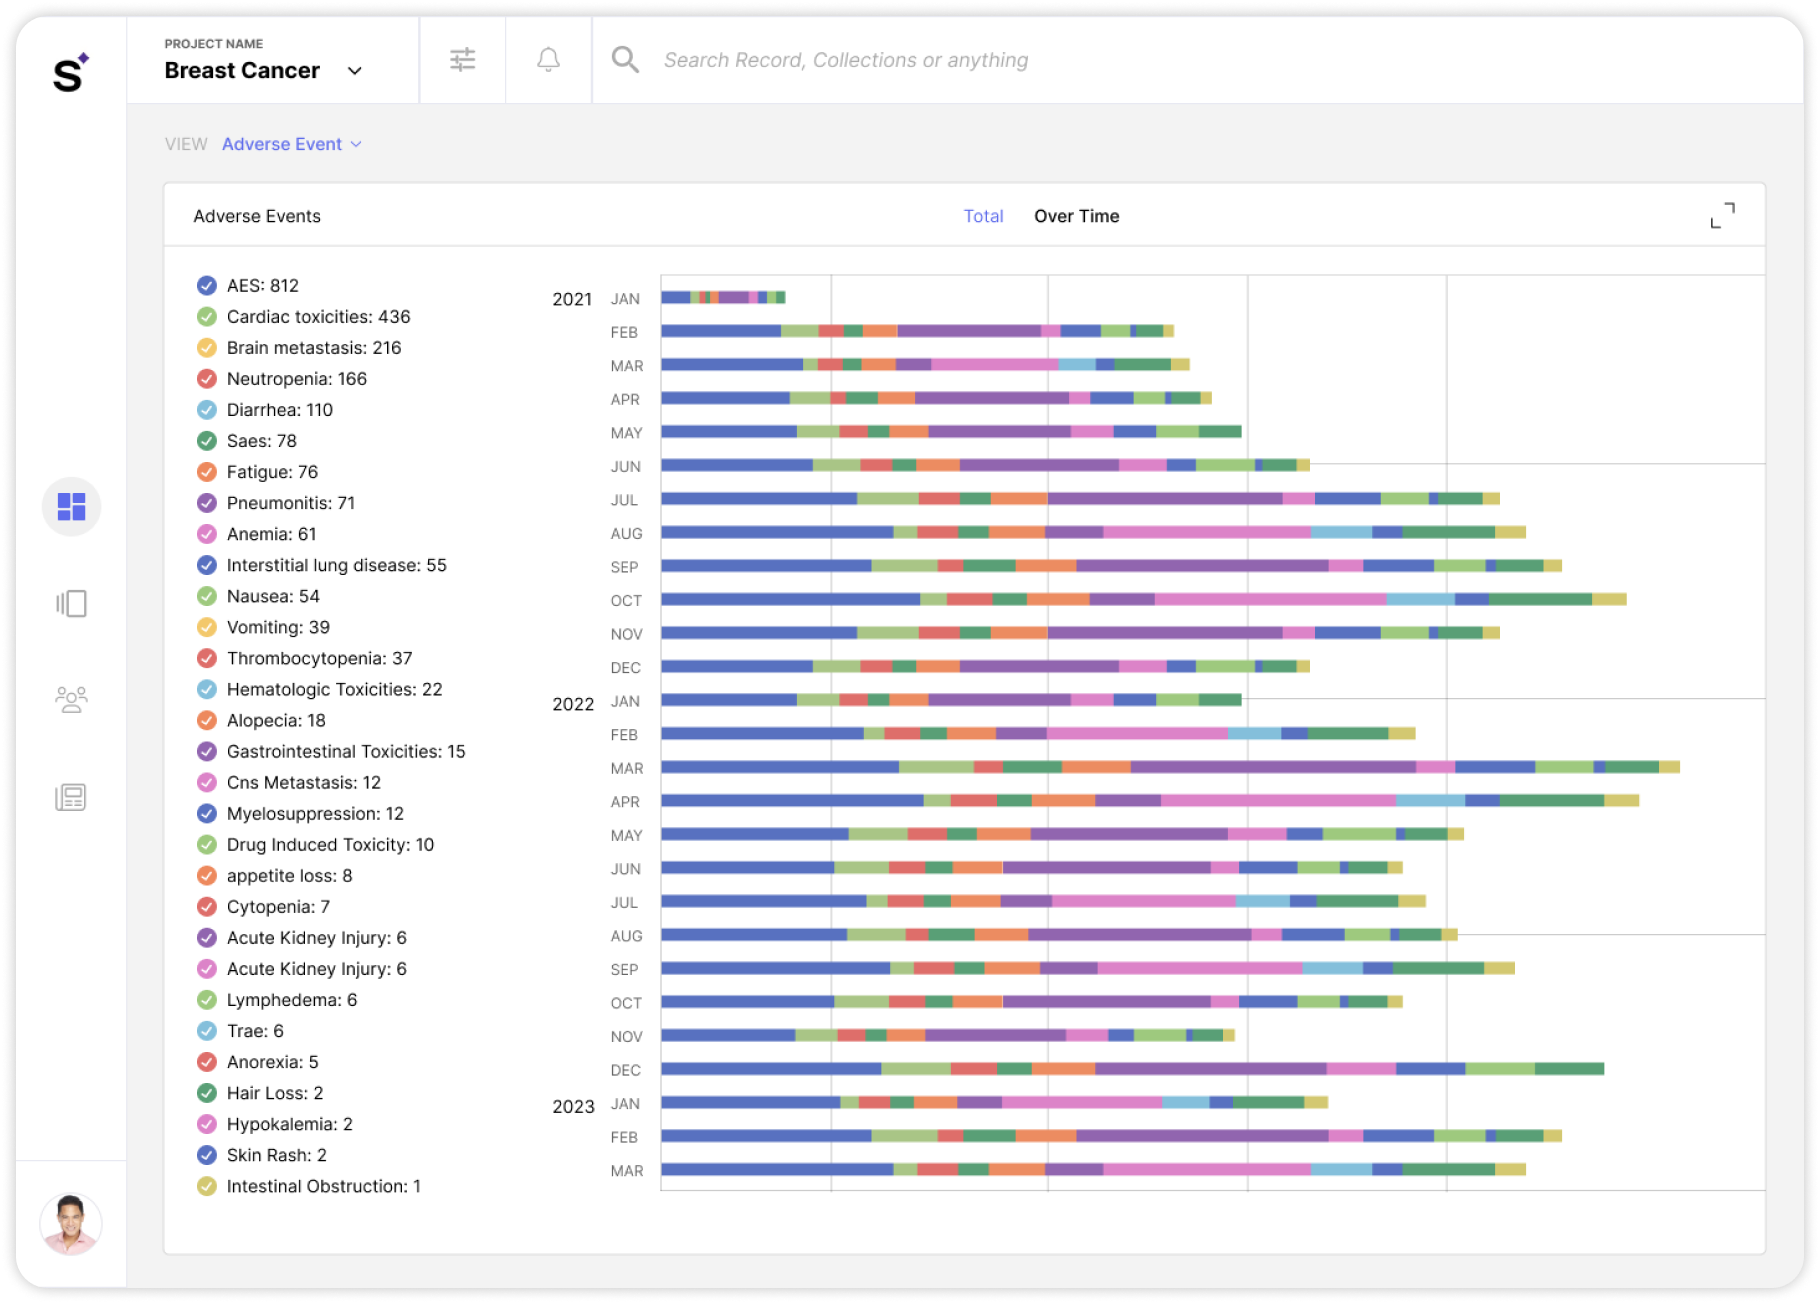 S
PROJECT NAME
Breast Cancer
Search Record, Collections or anything
VIEW Adverse Event
Adverse Events
Total Over Time
AES: 812
Cardiac toxicities: 436
Brain metastasis: 216
Neutropenia: 166
Diarrhea: 110
Saes: 78
Fatigue: 76
Pneumonitis: 71
Anemia: 61
Interstitial lung disease: 55
Nausea: 54
Vomiting: 39
Thrombocytopenia: 37
Hematologic Toxicities: 22
Alopecia: 18
Gastrointestinal Toxicities: 15
Cns Metastasis: 12
Myelosuppression: 12
Drug Induced Toxicity: 10
appetite loss: 8
Cytopenia: 7
Acute Kidney Injury: 6
Acute Kidney Injury: 6
Lymphedema: 6
Trae: 6
Anorexia: 5
Hair Loss: 2
Hypokalemia: 2
Skin Rash: 2
Intestinal Obstruction: 1
2021 JAN
FEB
MAR
APR
MAY
JUN
JUL
AUG
SEP
OCT
NOV
DEC
2022 JAN
FEB
MAR
APR
MAY
JUN
JUL
AUG
SEP
OCT
NOV
DEC
2023 JAN
FEB
MAR